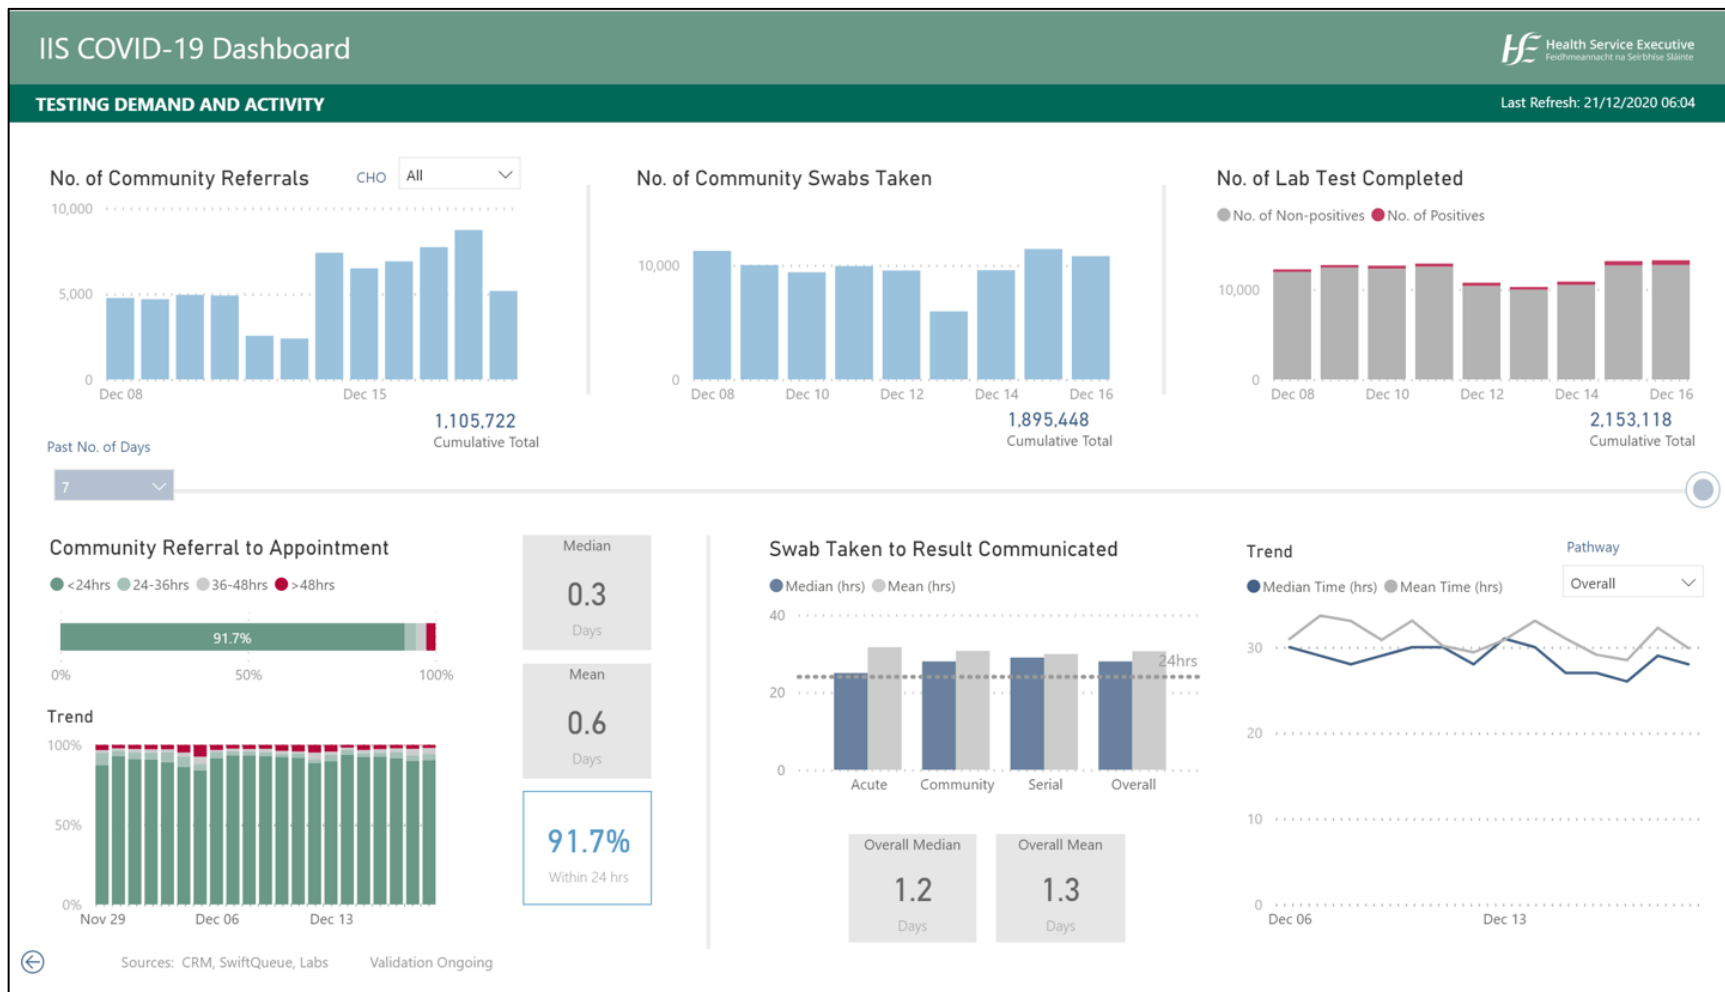 IIS COVID-19 Dashboard
Health Service Executive
Feidhmeannacht na Seirbhíse Sláinte
TESTING DEMAND AND ACTIVITY
Last Refresh: 21/12/2020 06:04
No. of Community Referrals
CHO
All
10,000
5,000
0
Dec 08
Dec 15
1,105,722
Cumulative Total
No. of Community Swabs Taken
10,000
0
Dec 08 Dec 10 Dec 12 Dec 14 Dec 16
1,895,448
Cumulative Total
No. of Lab Test Completed
No. of Non-positives No. of Positives
10,000
0
Dec 08 Dec 10 Dec 12 Dec 14 Dec 16
2,153,118
Cumulative Total
Past No. of Days
7
Community Referral to Appointment
<24hrs 24-36hrs 36-48hrs >48hrs
91.7%
0% 50% 100%
Trend
100%
50%
0%
Nov 29 Dec 06 Dec 13
Median
0.3
Days
Mean
0.6
Days
91.7%
Within 24 hrs
Swab Taken to Result Communicated
Median (hrs) Mean (hrs)
40
24hrs
20
0
Acute Community Serial Overall
Overall Median
1.2
Days
Overall Mean
1.3
Days
Trend
Pathway
Overall
Median Time (hrs) Mean Time (hrs)
30
20
10
0
Dec 06 Dec 13
Sources: CRM, SwiftQueue, Labs
Validation Ongoing